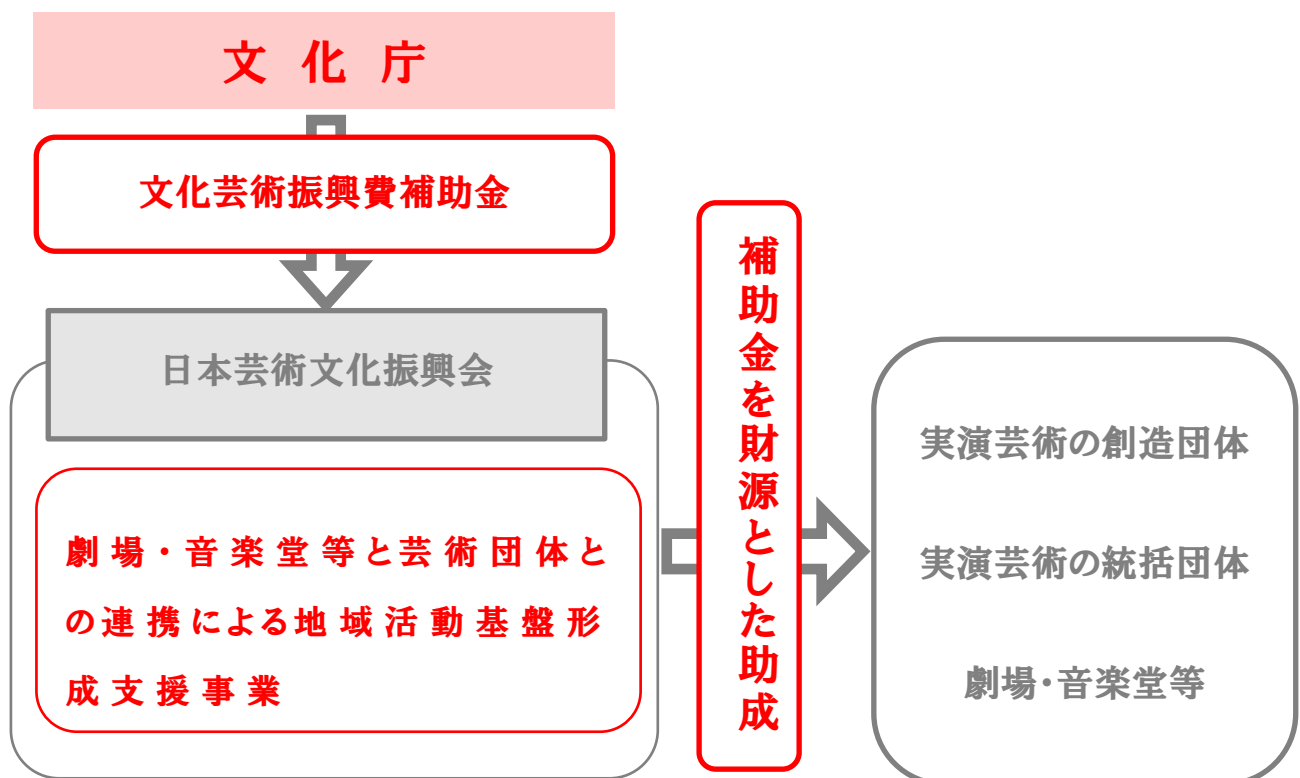 文化庁
文化芸術振興費補助金
日本芸術文化振興会
劇場・音楽堂等と芸術団体と
の連携による地域活動基盤形
成支援事業
補助金を財源とした助成
実演芸術の創造団体
実演芸術の統括団体
劇場・音楽堂等